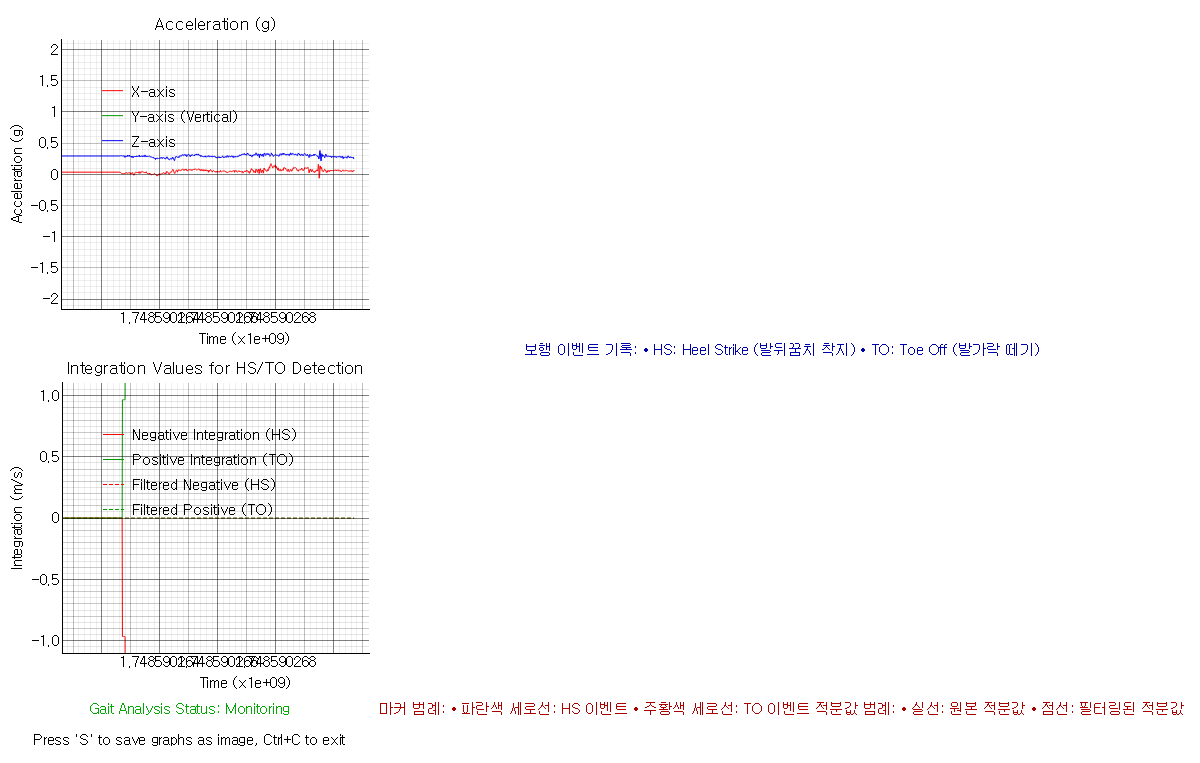 Acceleration (g)
2
1.5
1
0.5
0
-0.5
-1
-1.5
-2
Acceleration (g)
X-axis
Y-axis (Vertical)
Z-axis
Time (x1e+09)
보행 이벤트 기록: • HS: Heel Strike (발뒤꿈치 착지) • TO: Toe Off (발가락 떼기)
Integration Values for HS/TO Detection
1.0
0.5
0
-0.5
-1.0
Integration (m/s)
Negative Integration (HS)
Positive Integration (TO)
Filtered Negative (HS)
Filtered Positive (TO)
Time (x1e+09)
Gait Analysis Status: Monitoring
마커 범례: • 파란색 세로선: HS 이벤트 • 주황색 세로선: TO 이벤트 적분값 범례: • 실선: 원본 적분값 • 점선: 필터링된 적분값
Press 'S' to save graphs as image, Ctrl+C to exit